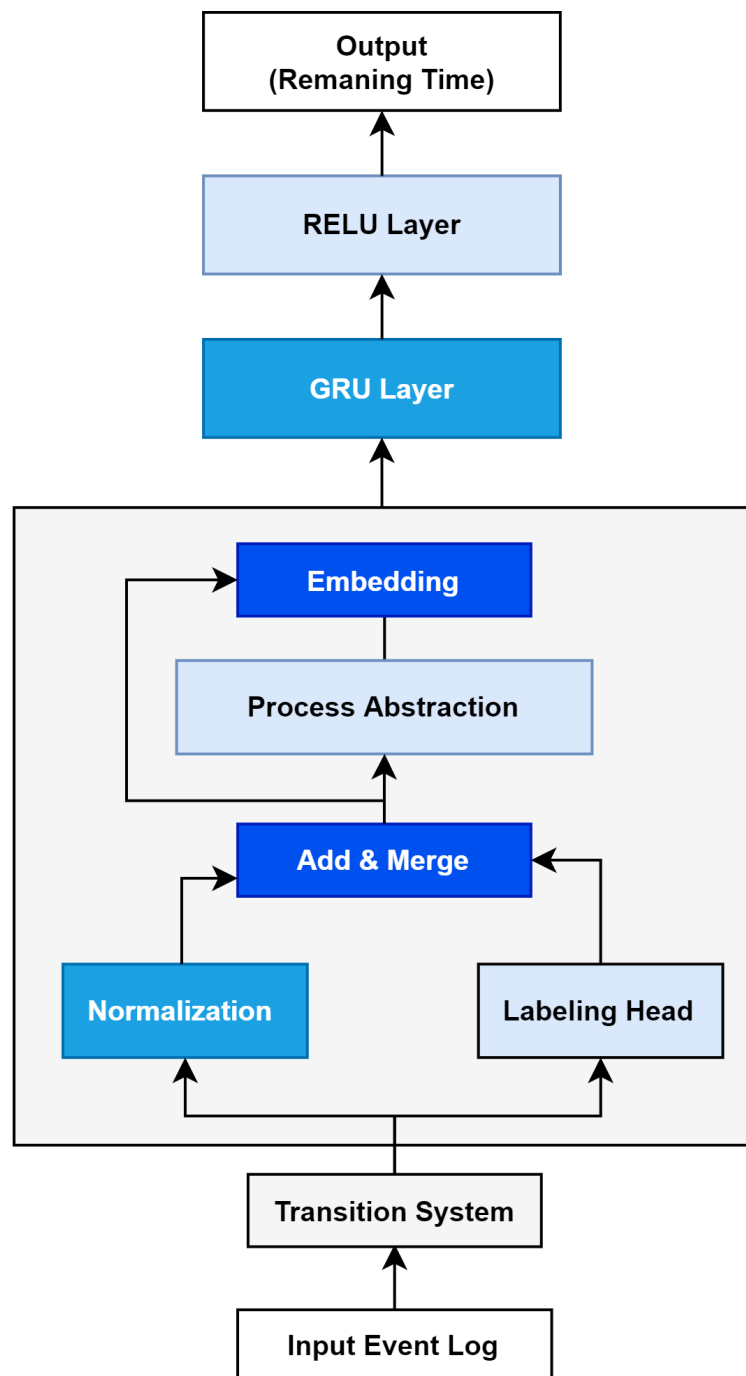 Output
(Remaning Time)
RELU Layer
GRU Layer
Embedding
Process Abstraction
Add & Merge
Normalization
Labeling Head
Transition System
Input Event Log